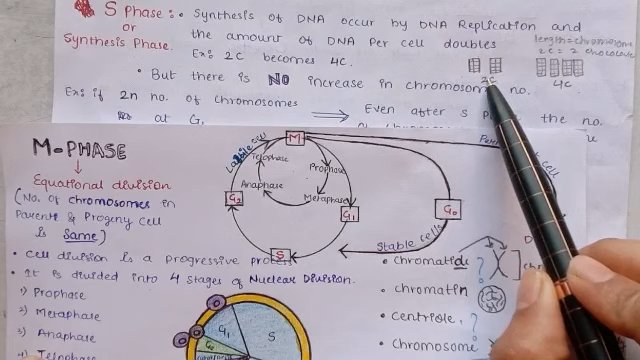 S Phase: • Synthesis of DNA occur by DNA Replication and
or
Synthesis Phase.
the amount of DNA Per cell doubles
Ex: 2C becomes 4C.
2C
4C
• But there is NO increase in chromosome no.
Ex: if 2n no. of chromosomes
at G1
Even after S the no.
M-PHASE
Equational division
(No. of chromosomes in
Parent & Progeny cell
is Same)
• Cell division is a progressive process
• It is divided into 4 stages of Nuclear Division.
1) Prophase
2) Metaphase
3) Anaphase
4) Telophase
M
Telophase
Prophase
Anaphase
Metaphase
G2
G1
G0
S
Stable cells
cell
G1
S
G0
• chromatid
?
• chromatin
• Centriole,
?
• Chromosome